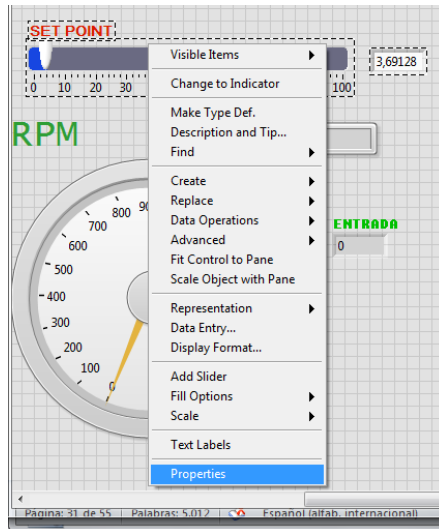 SET POINT
3,69128
0 10 20 30 100
RPM
Visible Items
Change to Indicator
Make Type Def.
Description and Tip...
Find
Create
Replace
Data Operations
Advanced
Fit Control to Pane
Scale Object with Pane
Representation
Data Entry...
Display Format...
Add Slider
Fill Options
Scale
Text Labels
Properties
ENTRADA
0
0
100
200
300
400
500
600
700
800
Página: 31 de 55 Palabras: 5.012 Español (alfab. internacional)